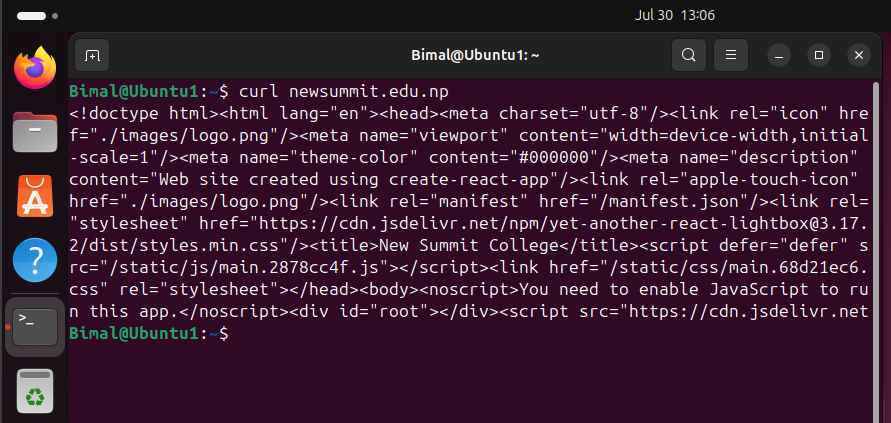 Jul 30 13:06
Bimal@Ubuntu1: ~
Bimal@Ubuntu1:~$ curl newsummit.edu.np
<!doctype html><html lang="en"><head><meta charset="utf-8"/><link rel="icon" hre
f="./images/logo.png"/><meta name="viewport" content="width=device-width,initial
-scale=1"/><meta name="theme-color" content="#000000"/><meta name="description"
content="Web site created using create-react-app"/><link rel="apple-touch-icon"
href="./images/logo.png"/><link rel="manifest" href="/manifest.json"/><link rel=
"stylesheet" href="https://cdn.jsdelivr.net/npm/yet-another-react-lightbox@3.17.
2/dist/styles.min.css"/><title>New Summit College</title><script defer="defer" s
rc="/static/js/main.2878cc4f.js"></script><link href="/static/css/main.68d21ec6.
css" rel="stylesheet"></head><body><noscript>You need to enable JavaScript to ru
n this app.</noscript><div id="root"></div><script src="https://cdn.jsdelivr.net
Bimal@Ubuntu1:~$